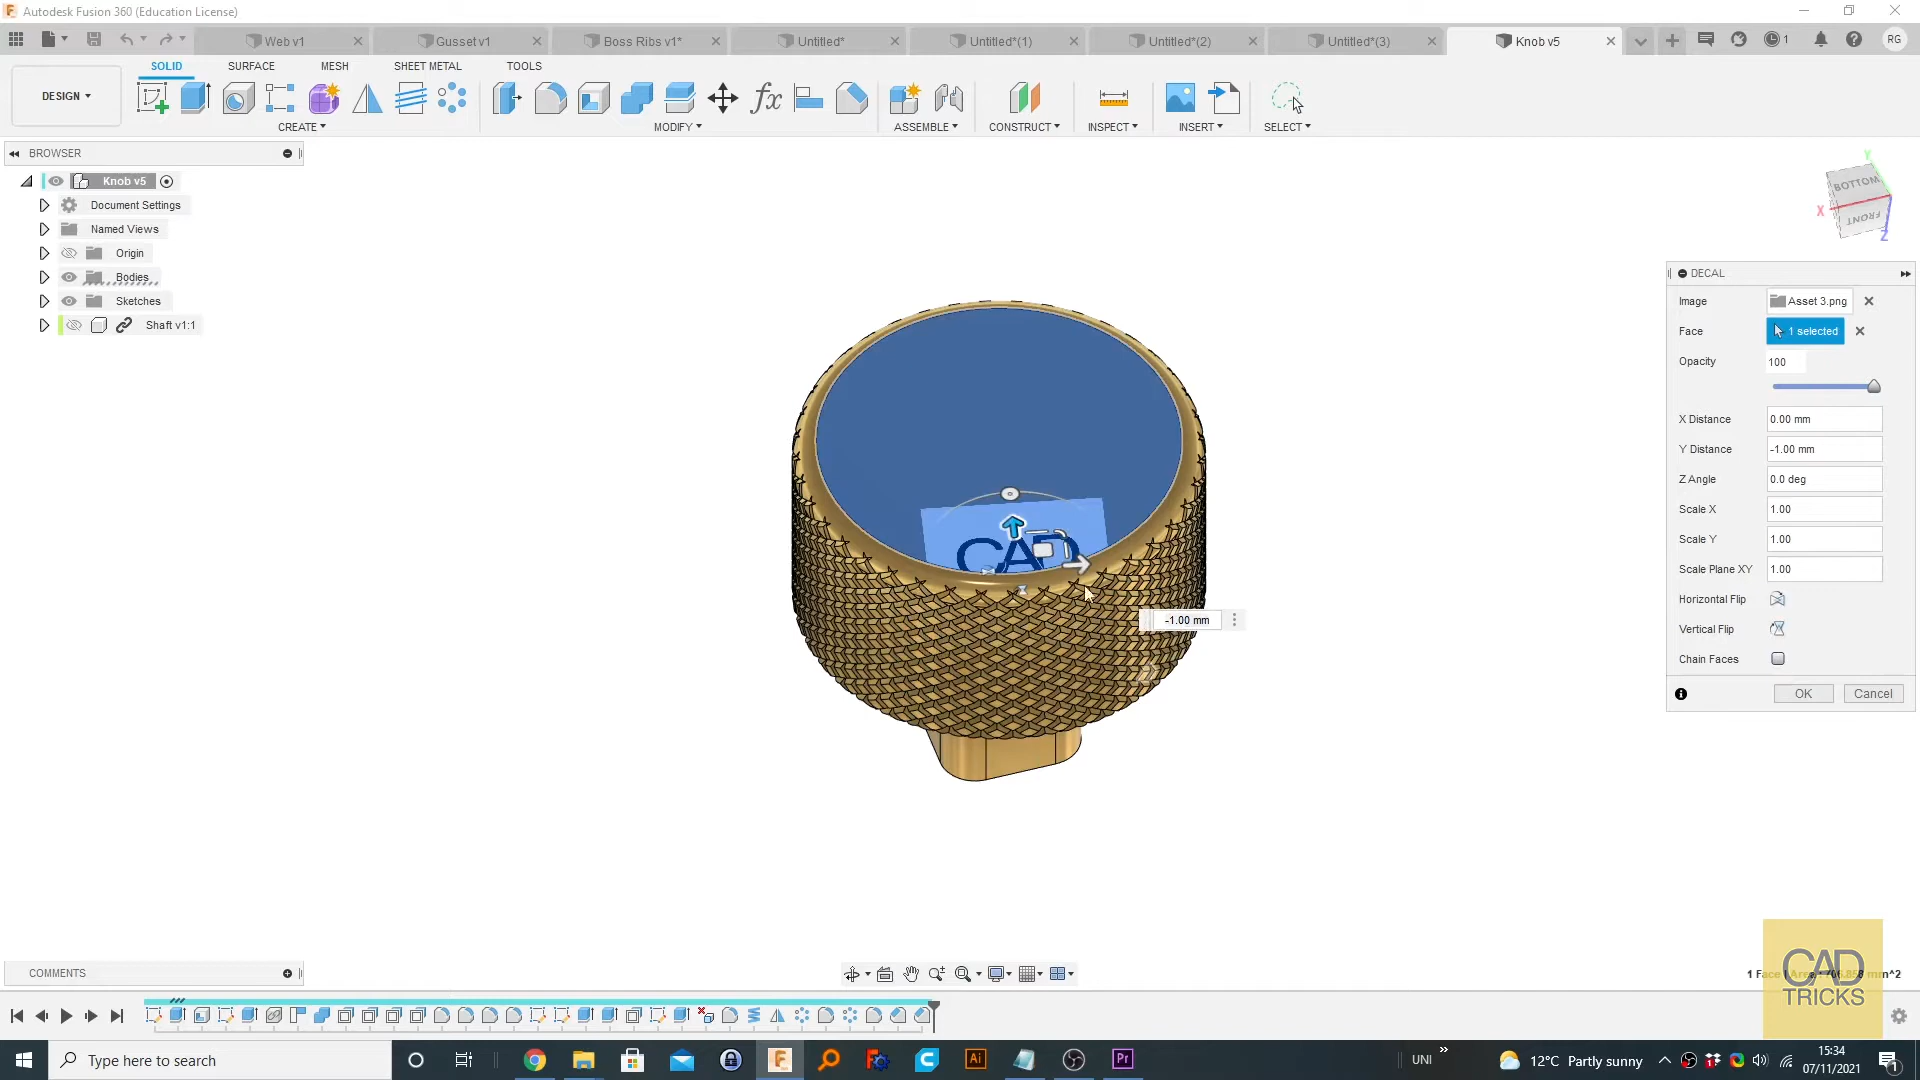 Autodesk Fusion 360 (Education License)
Web v1
Gusset v1
Boss Ribs v1*
Untitled*
Untitled*(1)
Untitled*(2)
Untitled*(3)
Knob v5
1
RG
DESIGN
SOLID
SURFACE
MESH
SHEET METAL
TOOLS
CREATE
MODIFY
ASSEMBLE
CONSTRUCT
INSPECT
INSERT
SELECT
BROWSER
Knob v5
Document Settings
Named Views
Origin
Bodies
Sketches
Shaft v1:1
Y
BOTTOM
X
FRONT
Z
DECAL
Image
Asset 3.png
Face
1 selected
Opacity
100
X Distance
0.00 mm
Y Distance
-1.00 mm
Z Angle
0.0 deg
Scale X
1.00
Scale Y
1.00
Scale Plane XY
1.00
Horizontal Flip
Vertical Flip
Chain Faces
OK
Cancel
CAD
-1.00 mm
COMMENTS
CAD
TRICKS
Type here to search
UNI
12°C Partly sunny
15:34
07/11/2021
1